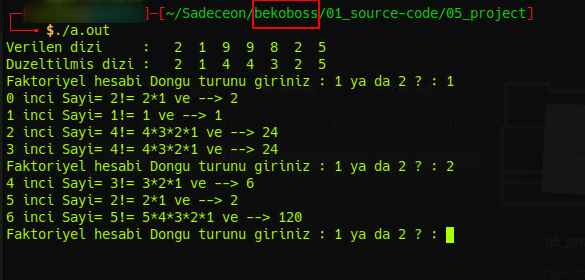 [~/Sadeceon/bekoboss/01_source-code/05_project]
$./a.out
Verilen dizi : 2 1 9 9 8 2 5
Duzeltilmis dizi : 2 1 4 4 3 2 5
Faktoriyel hesabi Dongu turunu giriniz : 1 ya da 2 ? : 1
0 inci Sayi= 2!= 2*1 ve --> 2
1 inci Sayi= 1!= 1 ve --> 1
2 inci Sayi= 4!= 4*3*2*1 ve --> 24
3 inci Sayi= 4!= 4*3*2*1 ve --> 24
Faktoriyel hesabi Dongu turunu giriniz : 1 ya da 2 ? : 2
4 inci Sayi= 3!= 3*2*1 ve --> 6
5 inci Sayi= 2!= 2*1 ve --> 2
6 inci Sayi= 5!= 5*4*3*2*1 ve --> 120
Faktoriyel hesabi Dongu turunu giriniz : 1 ya da 2 ? :
05_project